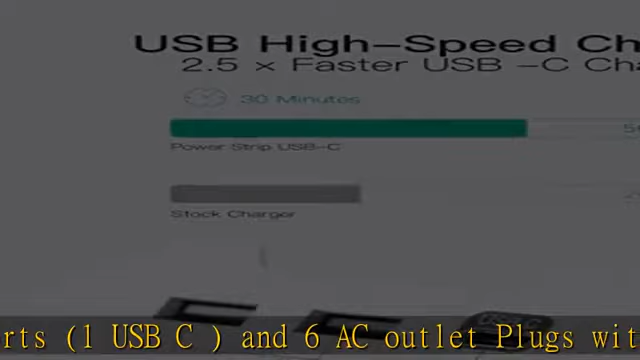 USB High-Speed Ch
2.5 x Faster USB -C Cha
30 Minutes
Power Strip USB-C
Stock Charger
USB C
rts (1 USB C ) and 6 AC outlet Plugs wit